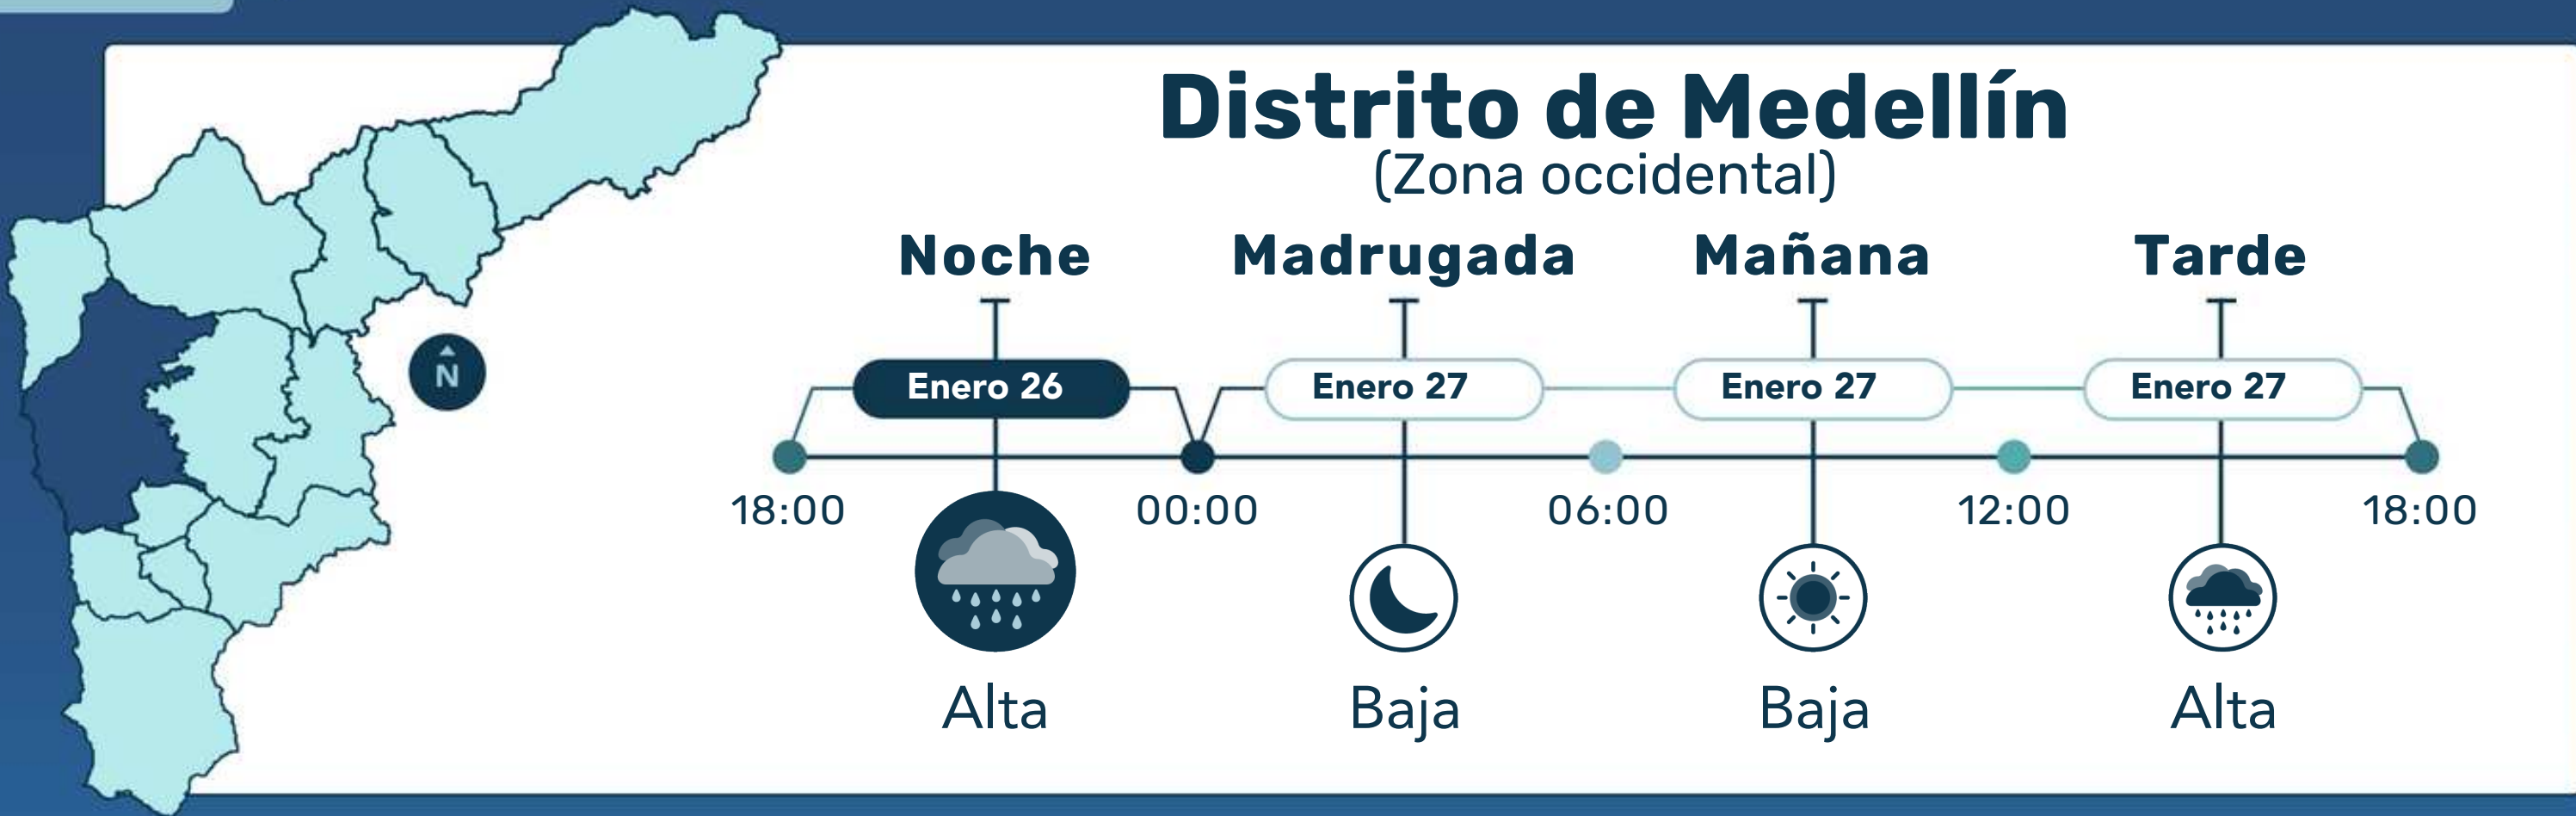 Distrito de Medellín
(Zona occidental)
Noche Madrugada Mañana Tarde
Enero 26 Enero 27 Enero 27 Enero 27
N
18:00 00:00 06:00 12:00 18:00
Alta Baja Baja Alta